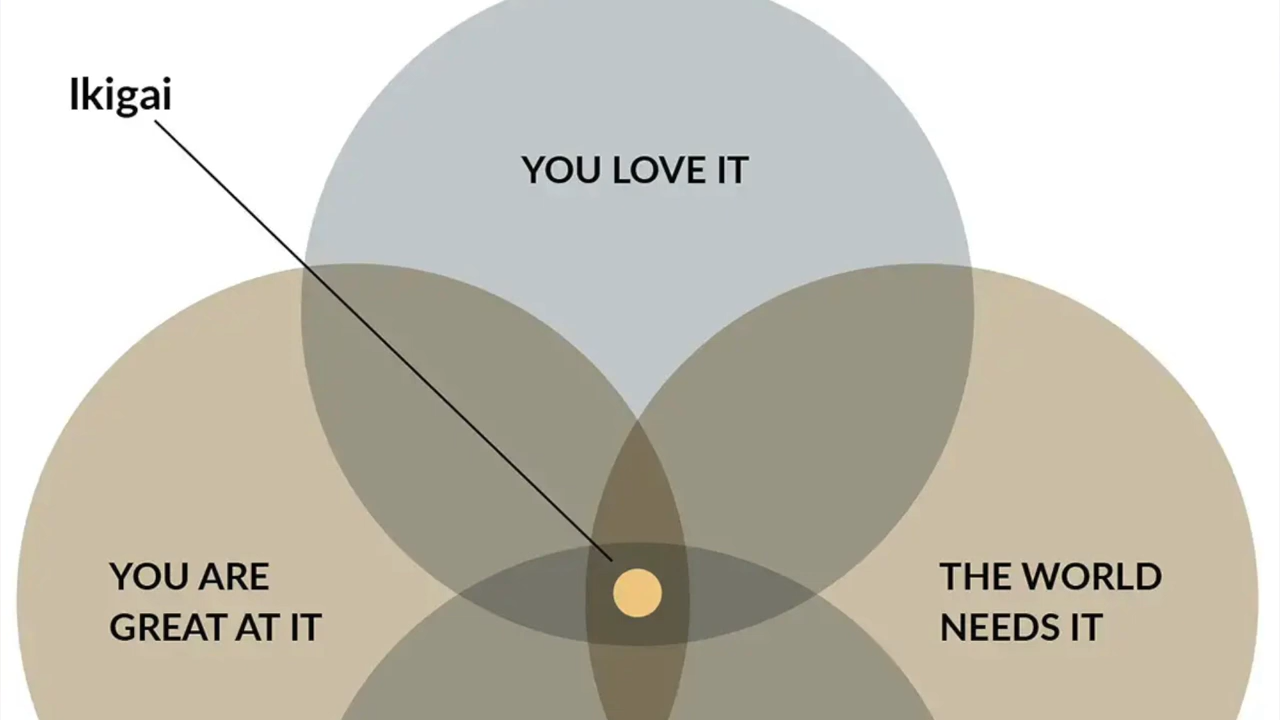 Ikigai
YOU LOVE IT
YOU ARE
GREAT AT IT
THE WORLD
NEEDS IT